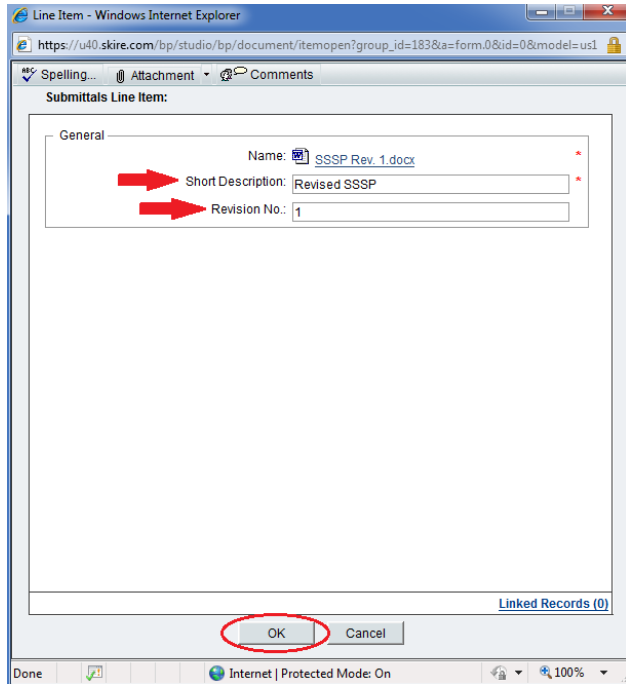 Line Item - Windows Internet Explorer
https://u40.skire.com/bp/studio/bp/document/itemopen?group_id=183&a=form.0&id=0&model=us1
ABC Spelling... Attachment Comments
Submittals Line Item:
General
Name: SSSP Rev. 1.docx *
Short Description: Revised SSSP *
Revision No.: 1
Linked Records (0)
OK Cancel
Done Internet | Protected Mode: On 100%